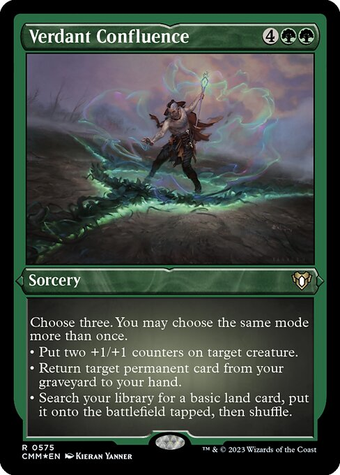 Verdant Confluence 4
Sorcery
Choose three. You may choose the same mode
more than once.
• Put two +1/+1 counters on target creature.
• Return target permanent card from your
graveyard to your hand.
• Search your library for a basic land card, put
it onto the battlefield tapped, then shuffle.
R 0575
CMM★EN KIERAN YANNER
™ & © 2023 Wizards of the Coast